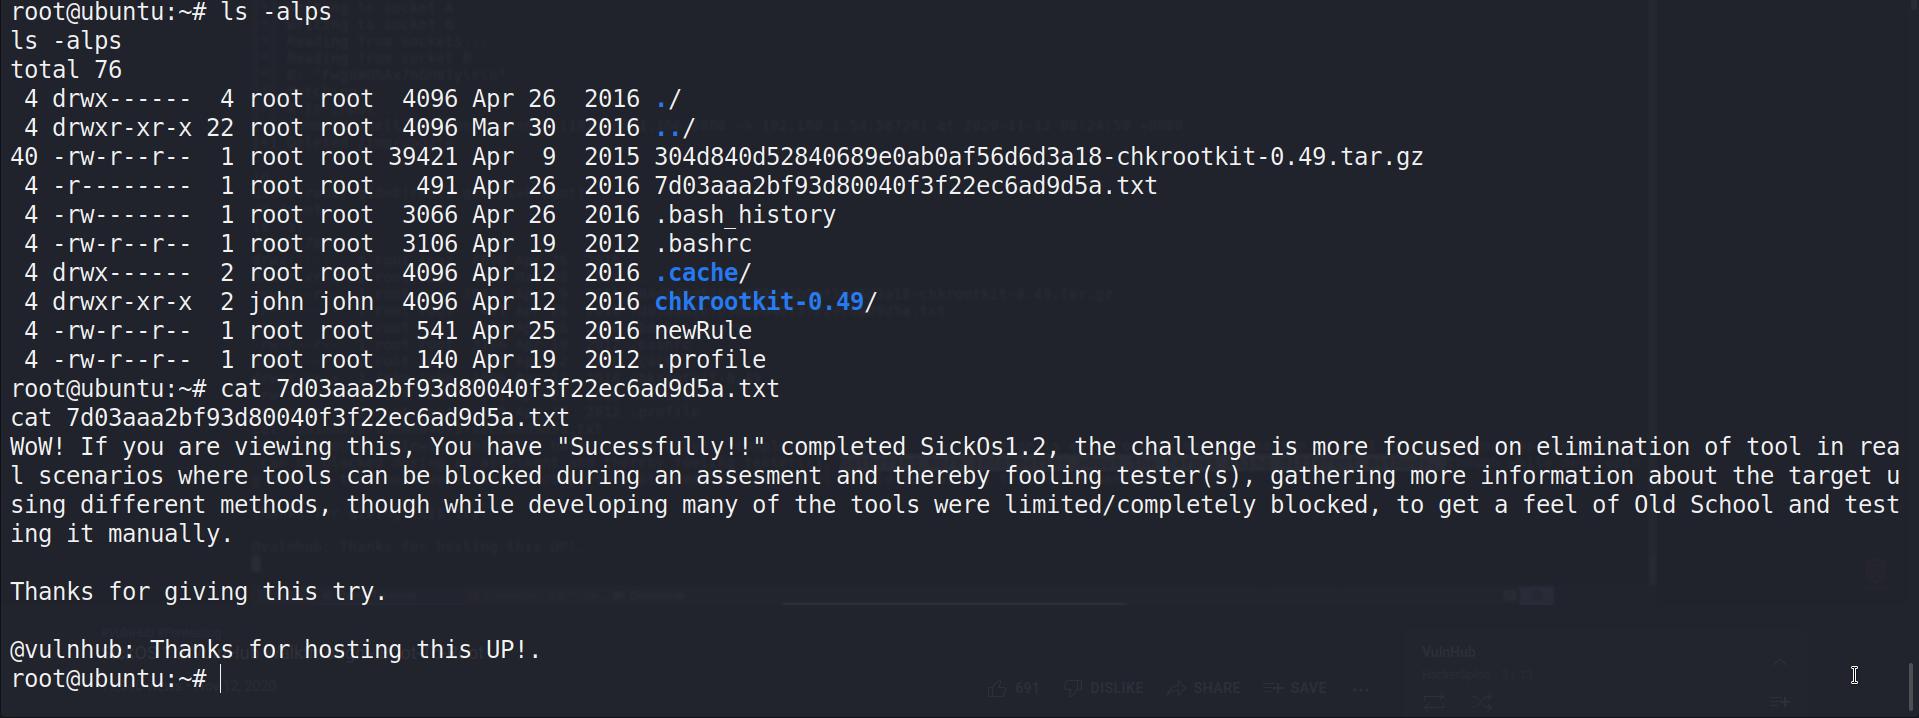 root@ubuntu:~# ls -alps
ls -alps
total 76
 4 drwx------  4 root root  4096 Apr 26  2016 ./
 4 drwxr-xr-x 22 root root  4096 Mar 30  2016 ../
40 -rw-r--r--  1 root root 39421 Apr  9  2015 304d840d52840689e0ab0af56d6d3a18-chkrootkit-0.49.tar.gz
 4 -r--------  1 root root   491 Apr 26  2016 7d03aaa2bf93d80040f3f22ec6ad9d5a.txt
 4 -rw-------  1 root root  3066 Apr 26  2016 .bash_history
 4 -rw-r--r--  1 root root  3106 Apr 19  2012 .bashrc
 4 drwx------  2 root root  4096 Apr 12  2016 .cache/
 4 drwxr-xr-x  2 john john  4096 Apr 12  2016 chkrootkit-0.49/
 4 -rw-r--r--  1 root root   541 Apr 25  2016 newRule
 4 -rw-r--r--  1 root root   140 Apr 19  2012 .profile
root@ubuntu:~# cat 7d03aaa2bf93d80040f3f22ec6ad9d5a.txt
cat 7d03aaa2bf93d80040f3f22ec6ad9d5a.txt
WoW! If you are viewing this, You have "Sucessfully!!" completed SickOs1.2, the challenge is more focused on elimination of tool in rea
l scenarios where tools can be blocked during an assesment and thereby fooling tester(s), gathering more information about the target u
sing different methods, though while developing many of the tools were limited/completely blocked, to get a feel of Old School and test
ing it manually.

Thanks for giving this try.

@vulnhub: Thanks for hosting this UP!.
root@ubuntu:~#
VulnHub
691 DISLIKE SHARE SAVE